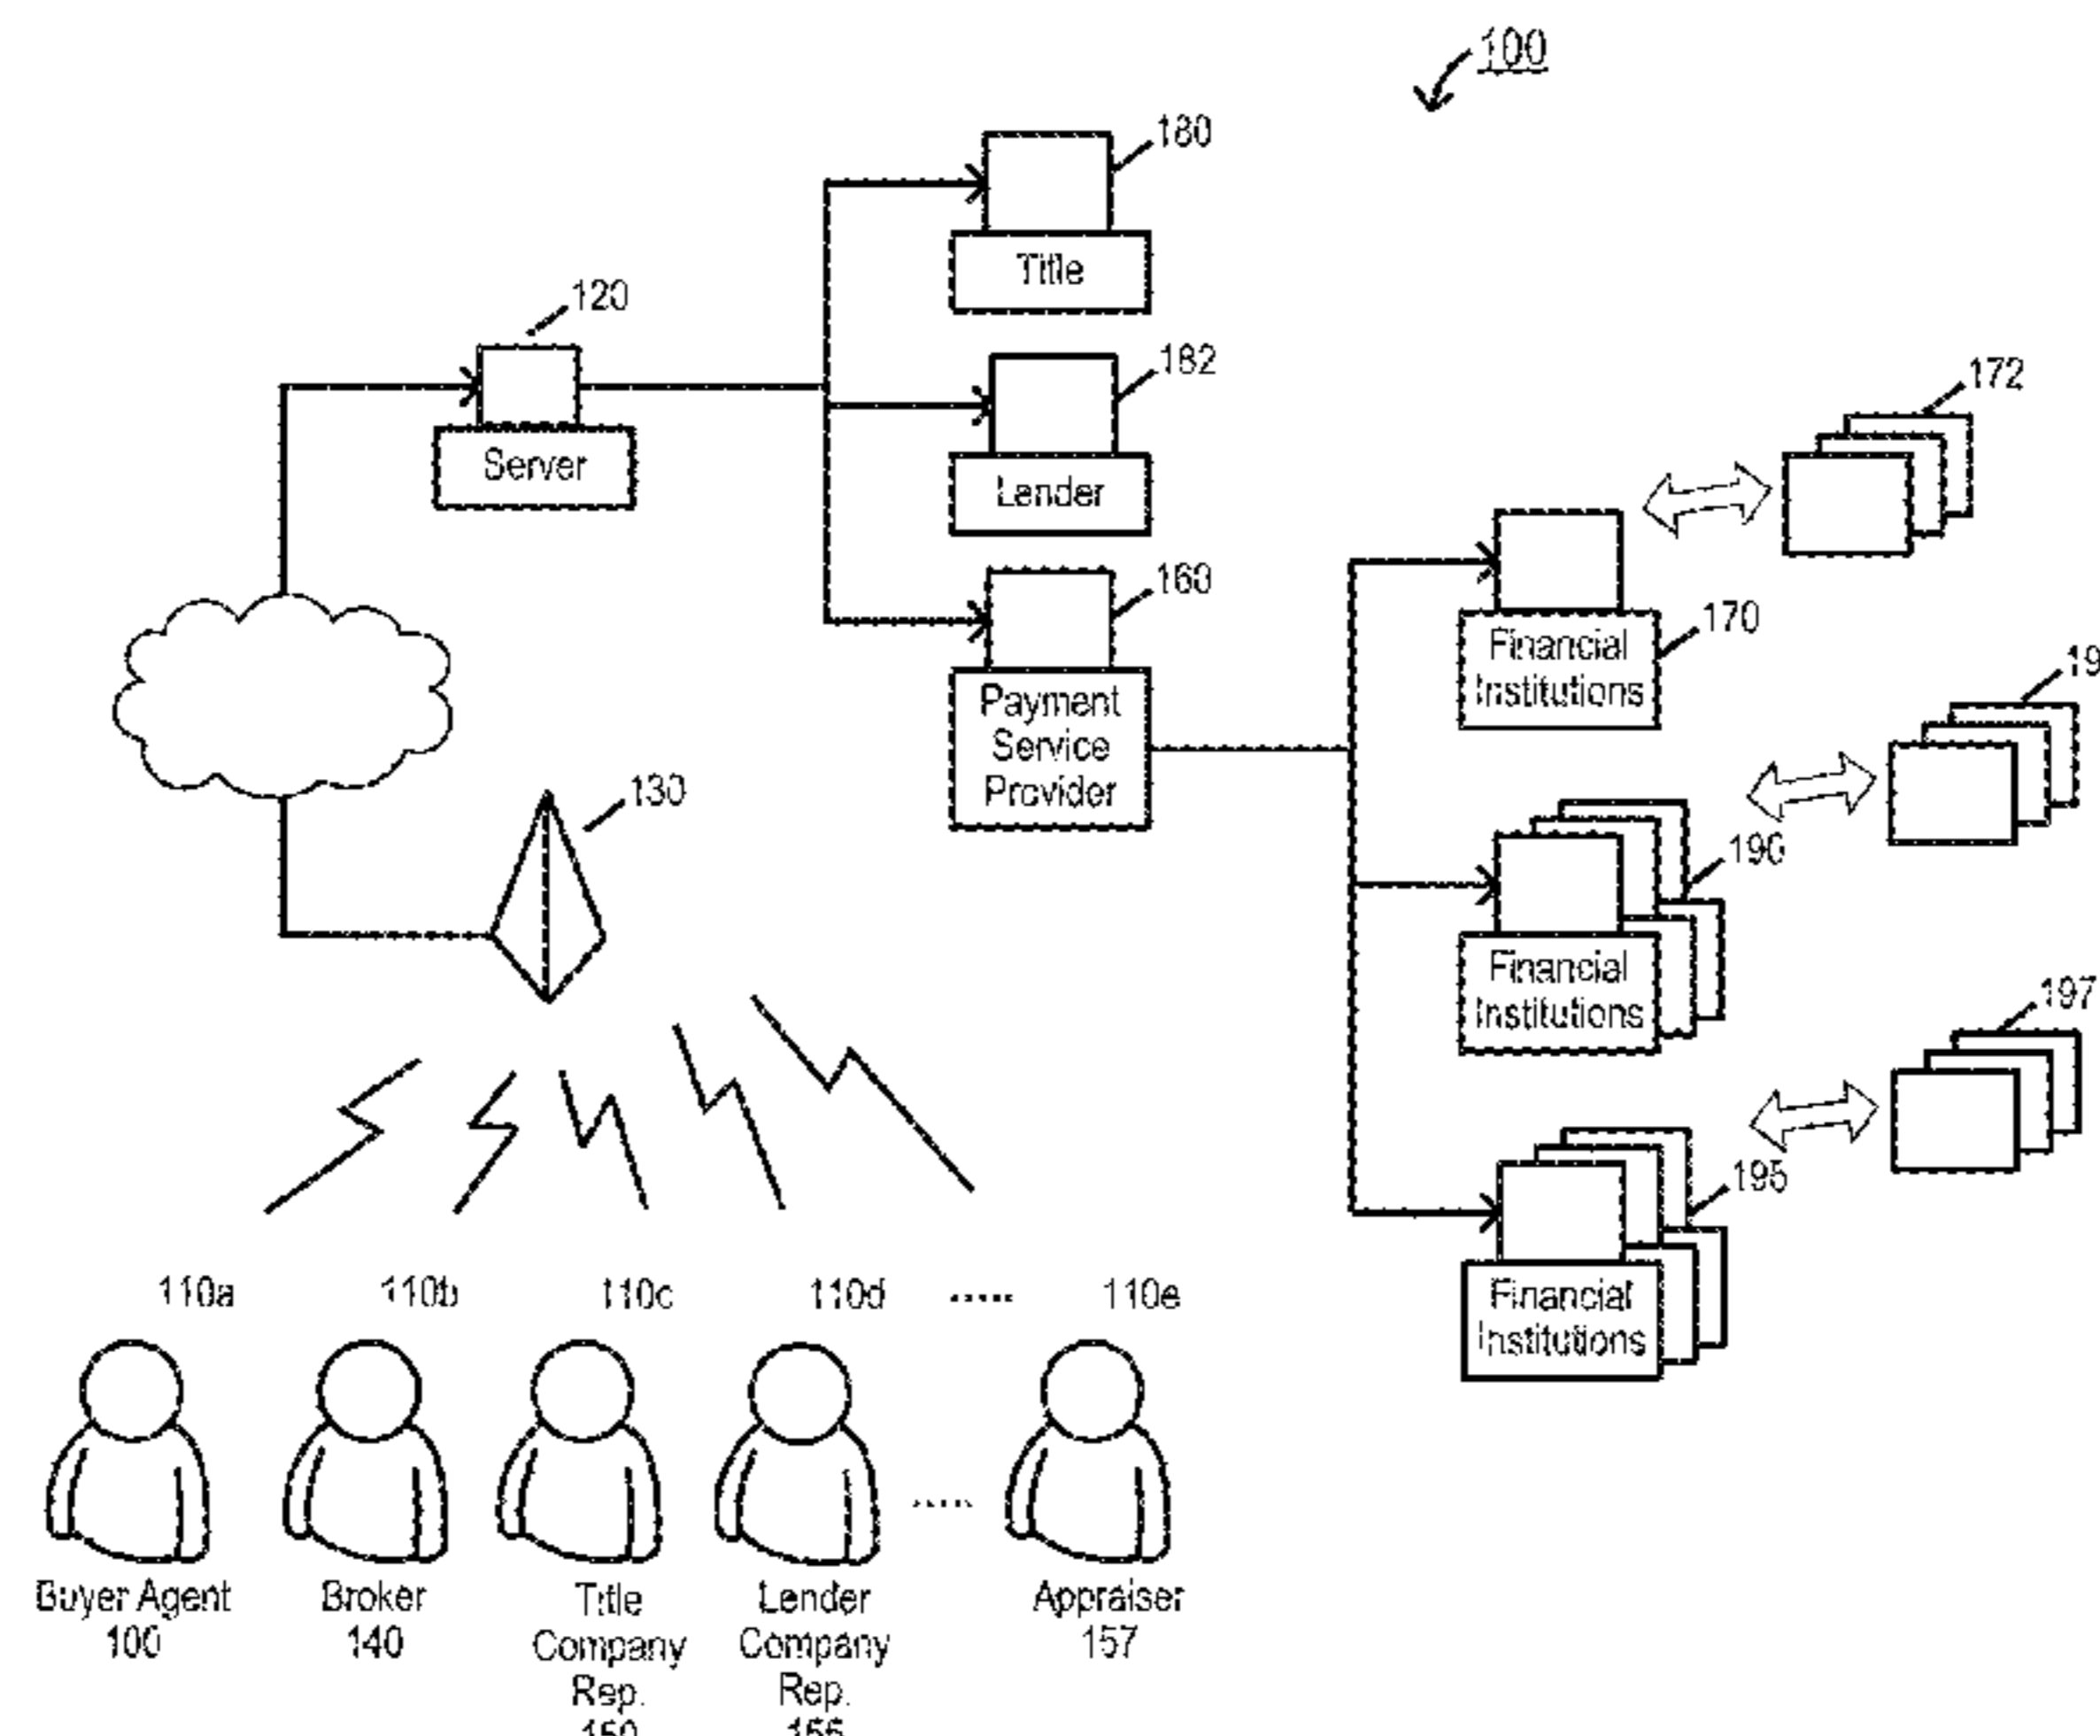 100
180
Title
120
182
Server
Lender
172
160
170
Financial
Institutions
Payment
Service
Provider
130
190
Financial
Institutions
197
195
110a 110b 110c 110d ..... 110e
Financial
Institutions
.....
Buyer Agent
100
Broker
140
Title
Company
Rep.
Lender
Company
Rep.
Appraiser
157